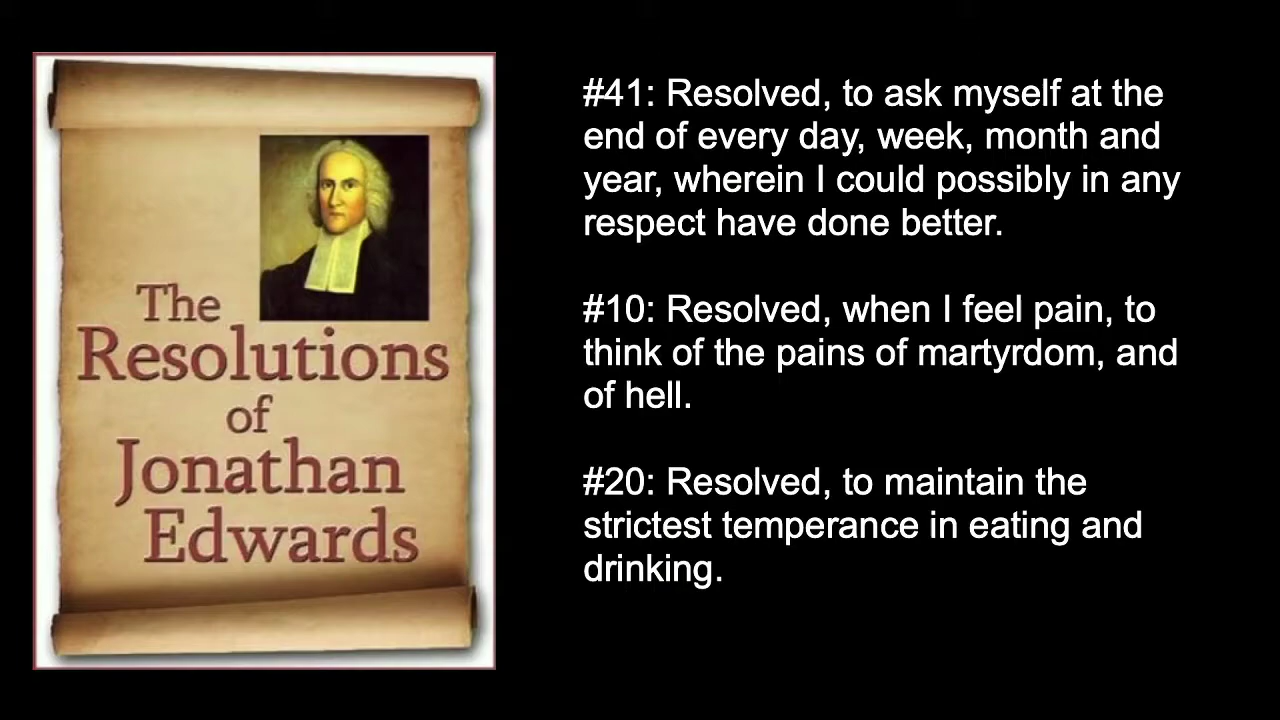 The
Resolutions
of
Jonathan
Edwards
#41: Resolved, to ask myself at the
end of every day, week, month and
year, wherein I could possibly in any
respect have done better.
#10: Resolved, when I feel pain, to
think of the pains of martyrdom, and
of hell.
#20: Resolved, to maintain the
strictest temperance in eating and
drinking.